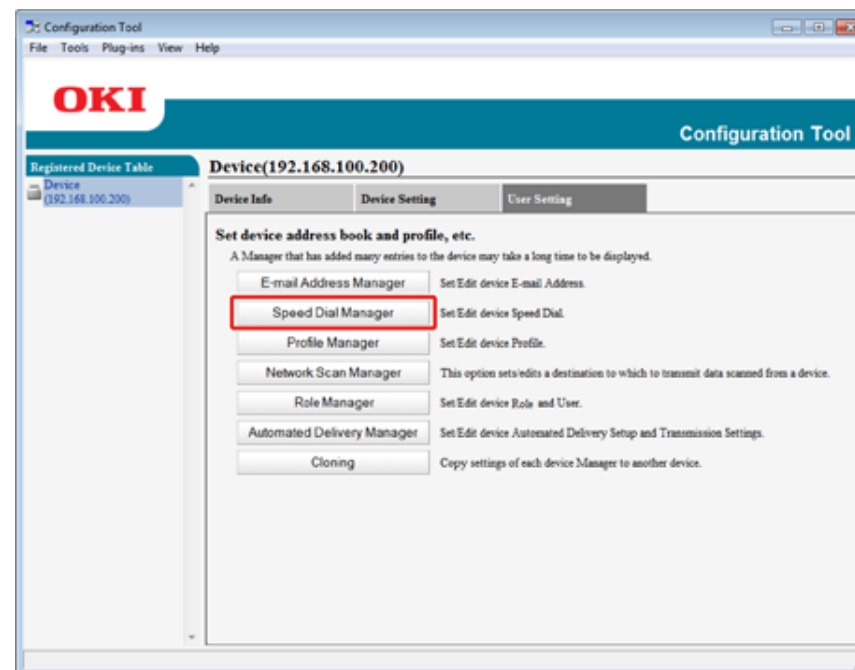 Configuration Tool
File Tools Plug-ins View Help
OKI
Configuration Tool
Registered Device Table
Device
(192.168.100.200)
Device(192.168.100.200)
Device Info Device Setting User Setting
Set device address book and profile, etc.
A Manager that has added many entries to the device may take a long time to be displayed.
E-mail Address Manager Set/Edit device E-mail Address.
Speed Dial Manager Set/Edit device Speed Dial.
Profile Manager Set/Edit device Profile.
Network Scan Manager This option sets/edits a destination to which to transmit data scanned from a device.
Role Manager Set/Edit device Role and User.
Automated Delivery Manager Set/Edit device Automated Delivery Setup and Transmission Settings.
Cloning Copy settings of each device Manager to another device.